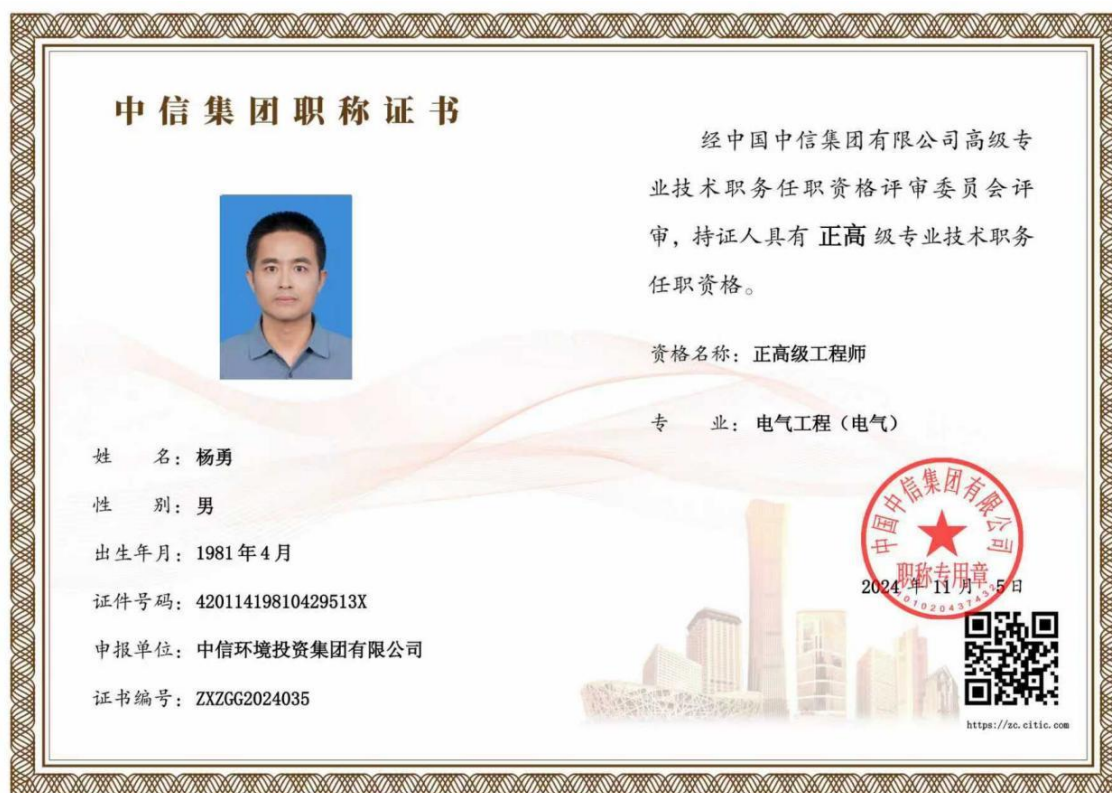 中信集团职称证书
经中国中信集团有限公司高级专
业技术职务任职资格评审委员会评
审，持证人具有 正高 级专业技术职务
任职资格。
资格名称：正高级工程师
专 业：电气工程（电气）
姓 名：杨勇
性 别：男
出生年月：1981年4月
证件号码：42011419810429513X
申报单位：中信环境投资集团有限公司
证书编号：ZXZGG2024035
中国中信集团有限公司
职称专用章
2024 年 11 月 5日
https://zc.citic.com